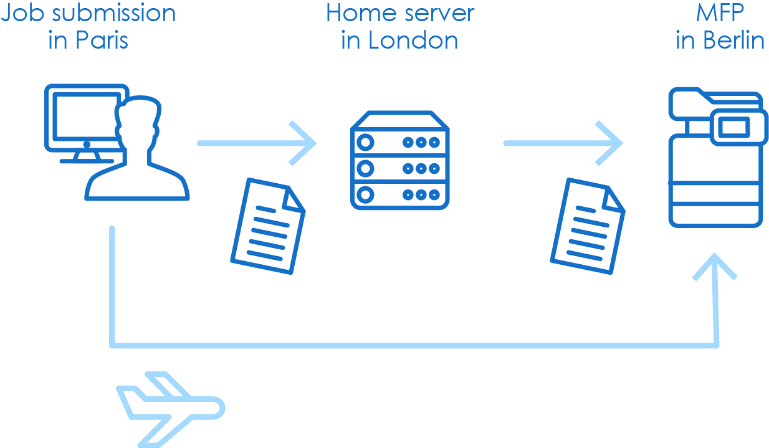 Job submission
in Paris
Home server
in London
MFP
in Berlin